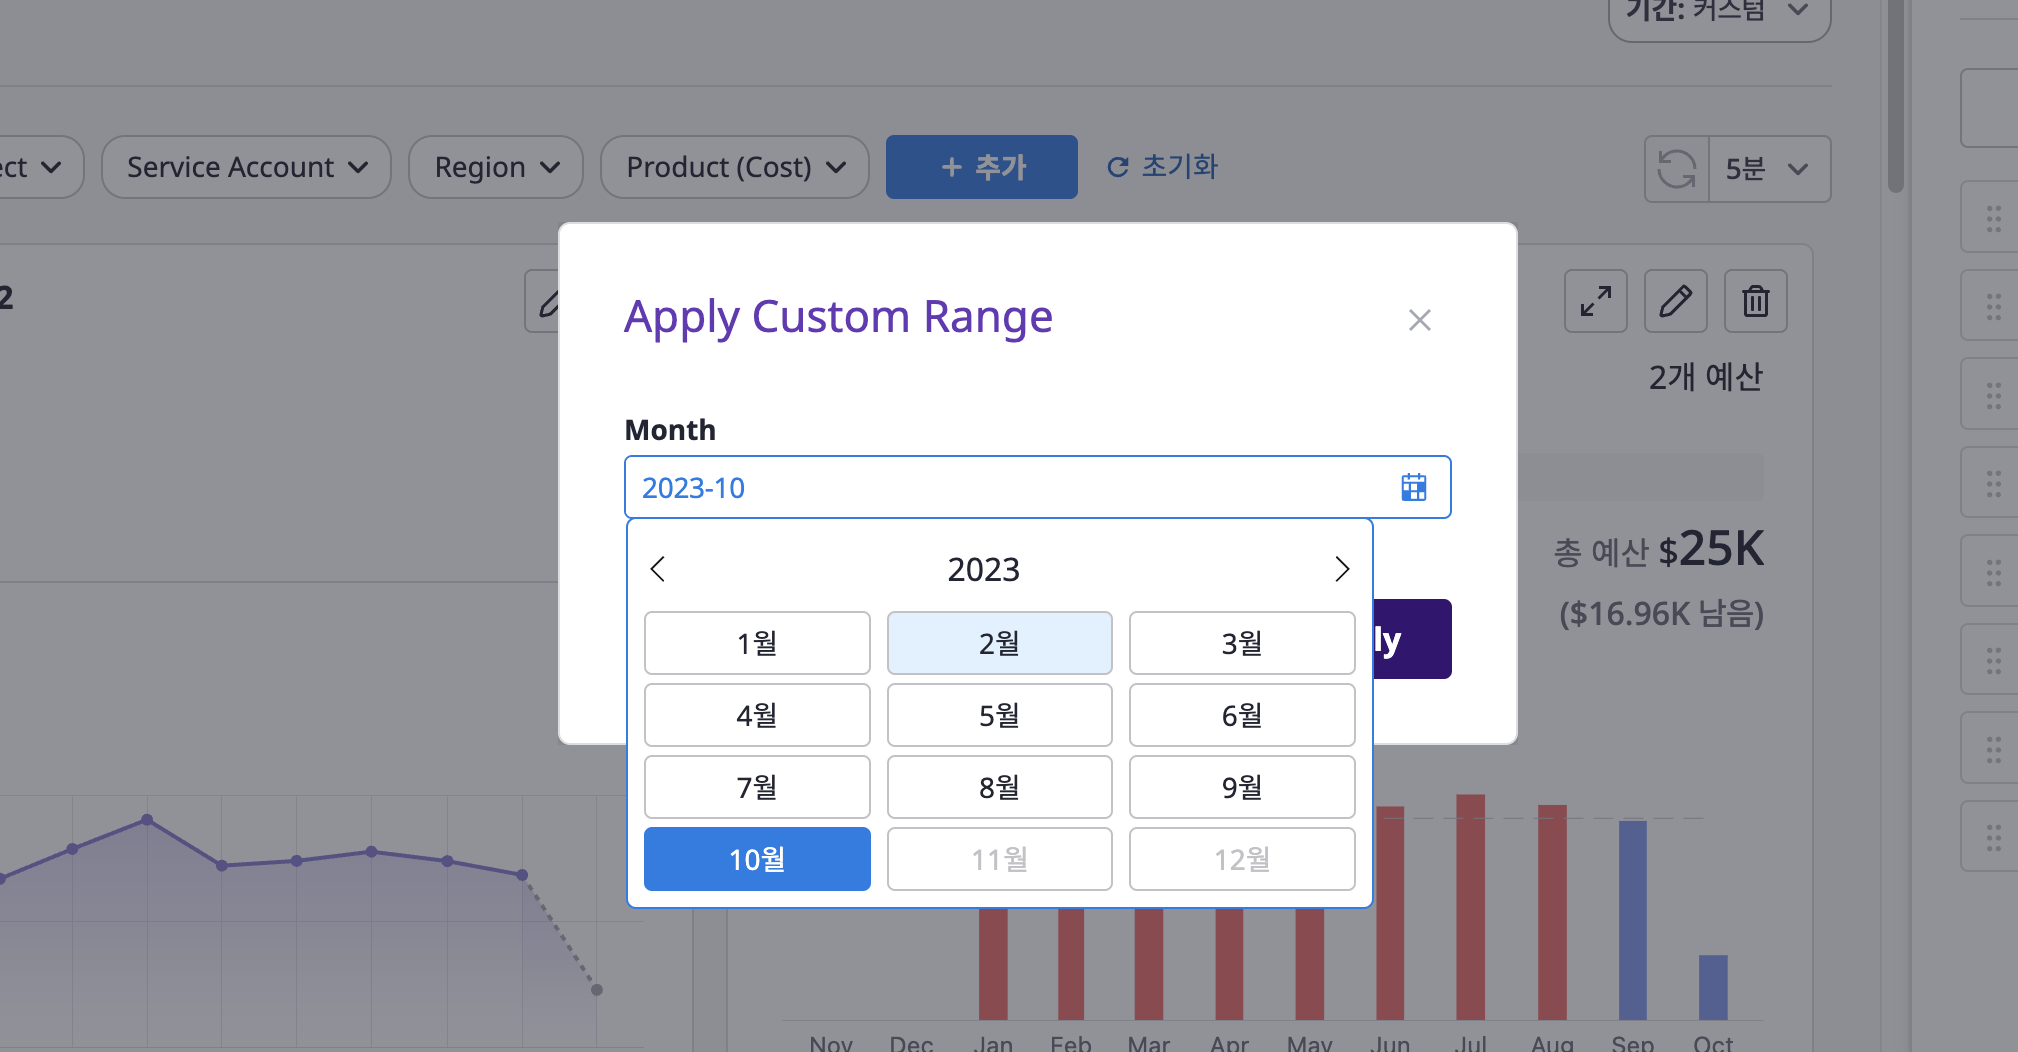 기간: 커스텀
ect
Service Account
Region
Product (Cost)
+ 추가
초기화
5분
2
Apply Custom Range
2개 예산
Month
2023-10
총 예산 $25K
($16.96K 남음)
2023
ly
1월
2월
3월
4월
5월
6월
7월
8월
9월
10월
11월
12월
Nov
Dec
Jan
Feb
Mar
Apr
May
Jun
Jul
Aug
Sep
Oct